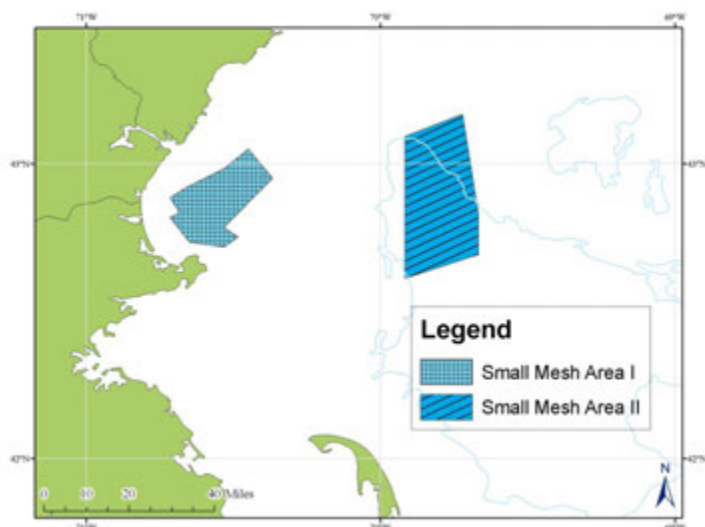 71°W 70°W 69°W
43°N 43°N
Legend
Small Mesh Area I
Small Mesh Area II
42°N 42°N
N
0 10 20 40 Miles